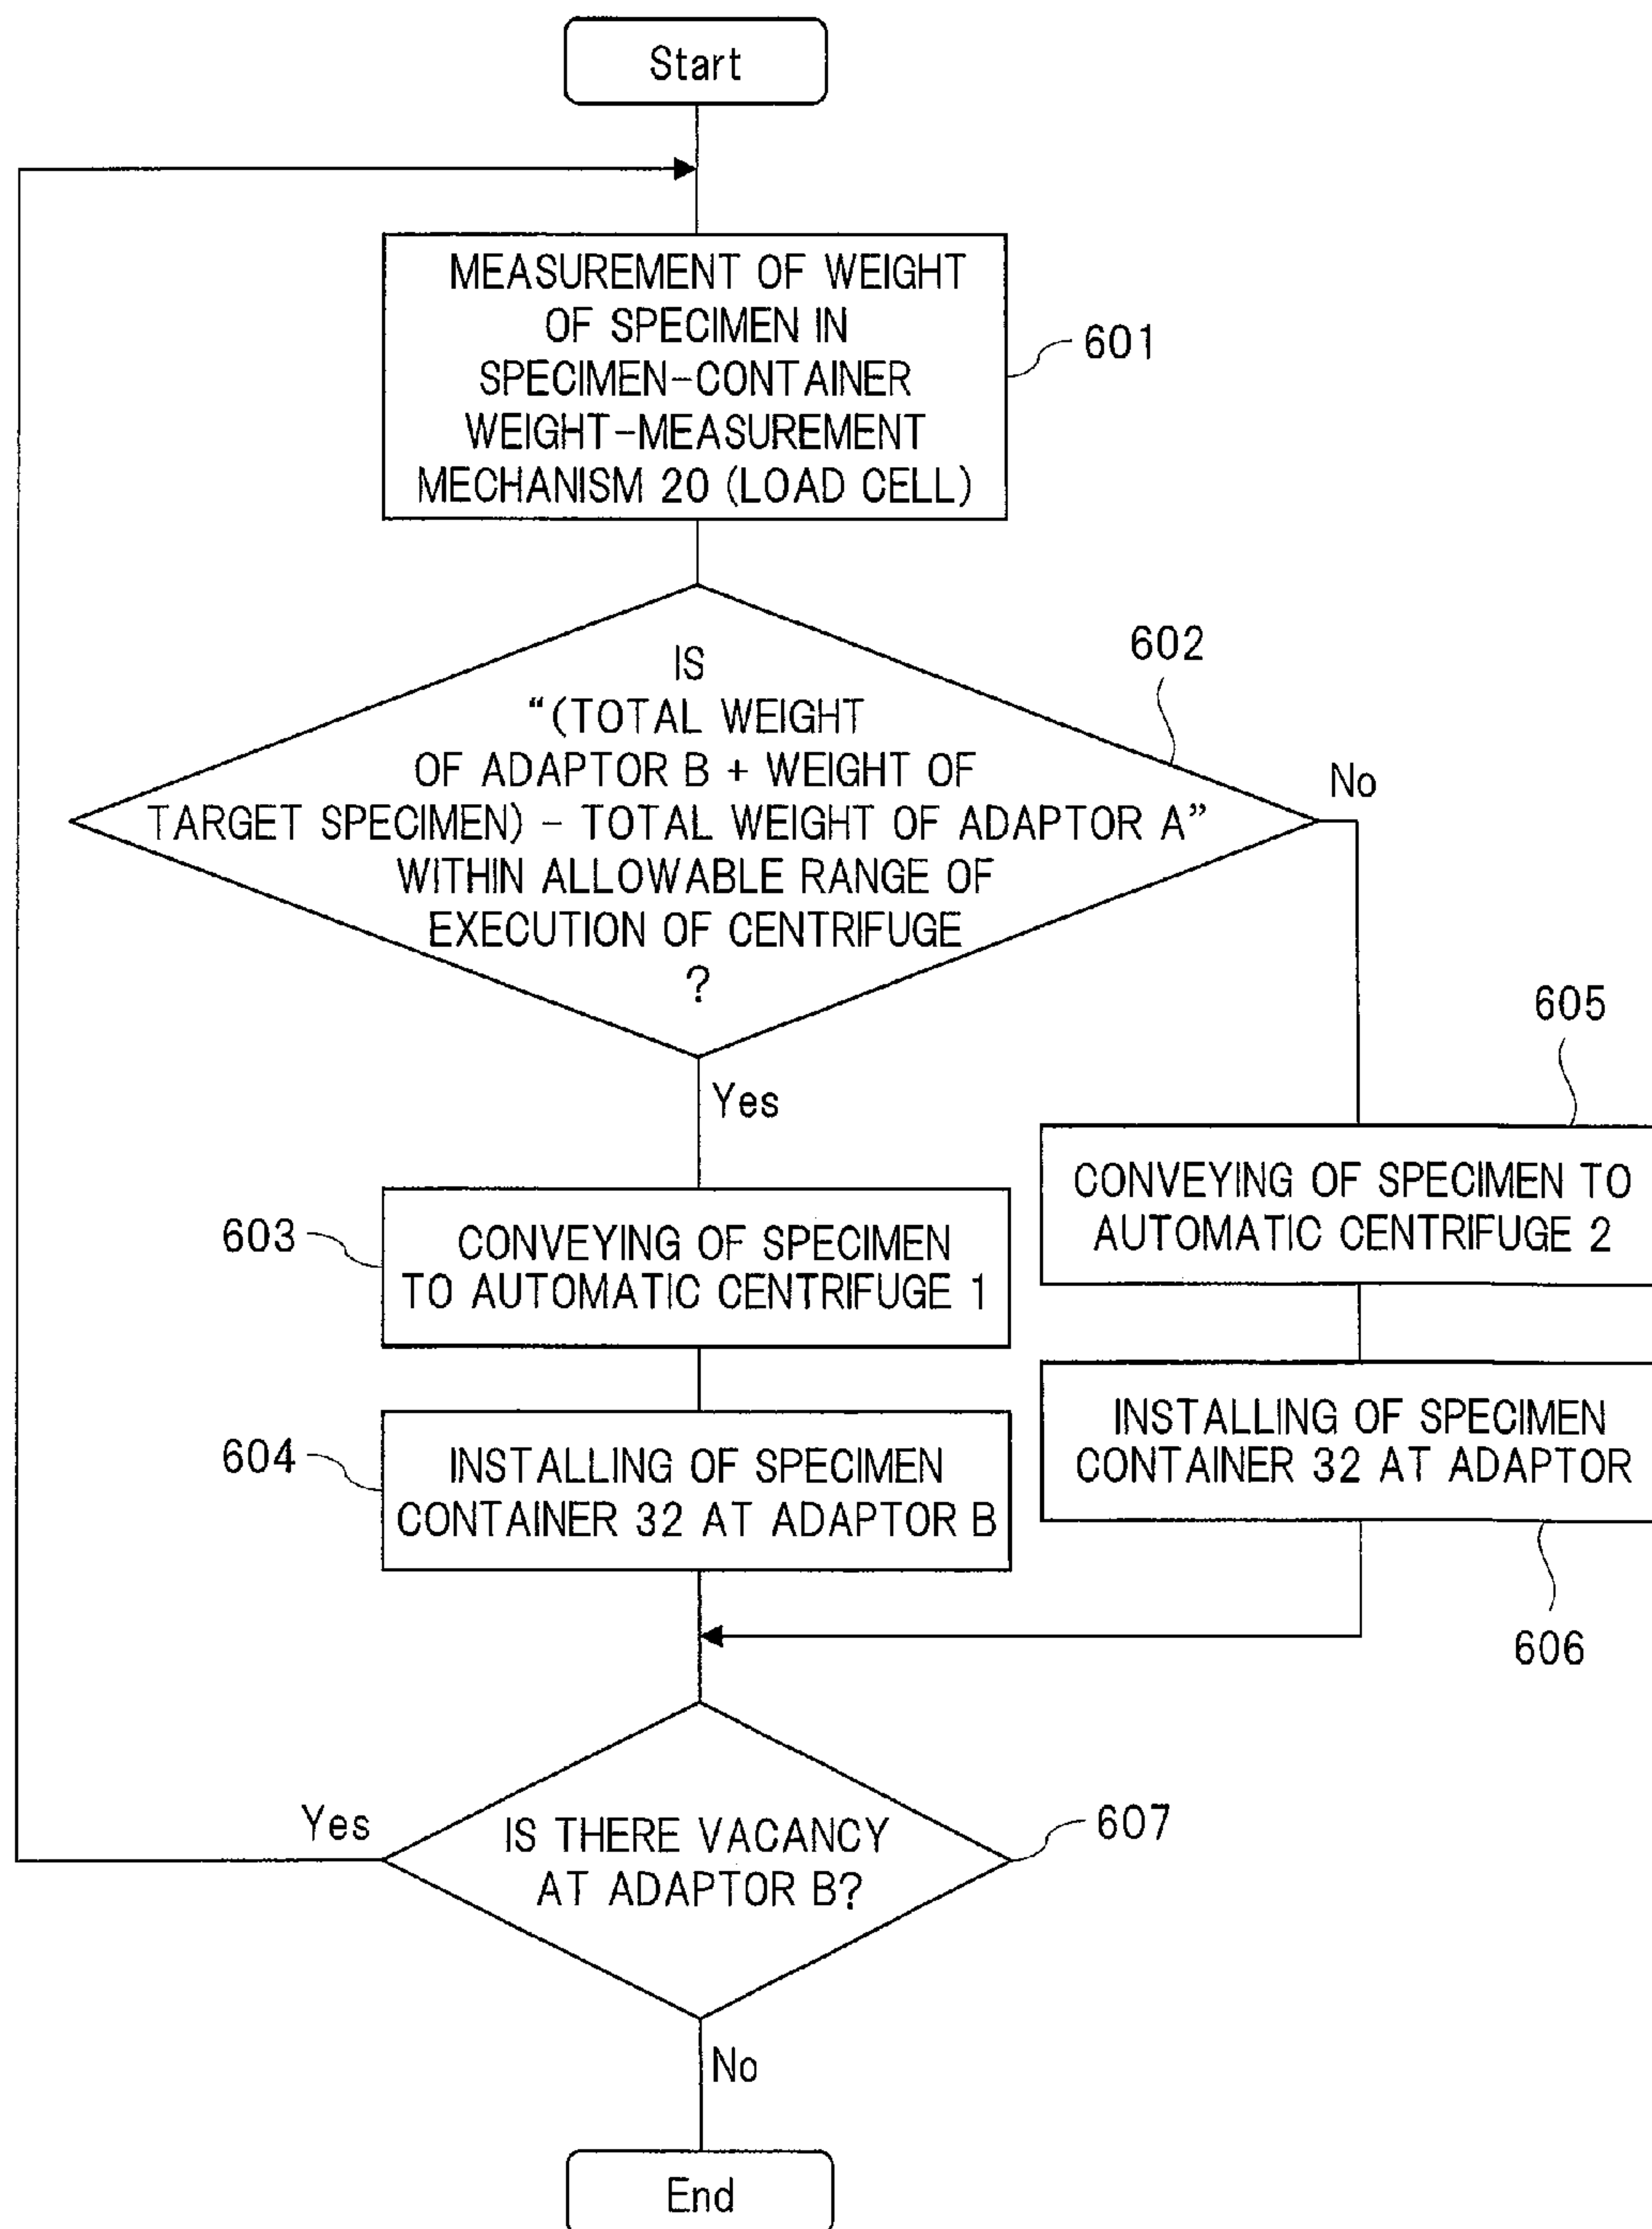 Start
MEASUREMENT OF WEIGHT
OF SPECIMEN IN
SPECIMEN-CONTAINER
WEIGHT-MEASUREMENT
MECHANISM 20 (LOAD CELL)
601
602
IS
“(TOTAL WEIGHT
OF ADAPTOR B + WEIGHT OF
TARGET SPECIMEN) − TOTAL WEIGHT OF ADAPTOR A”
WITHIN ALLOWABLE RANGE OF
EXECUTION OF CENTRIFUGE
?
No
Yes
605
CONVEYING OF SPECIMEN TO
AUTOMATIC CENTRIFUGE 2
603
CONVEYING OF SPECIMEN
TO AUTOMATIC CENTRIFUGE 1
INSTALLING OF SPECIMEN
CONTAINER 32 AT ADAPTOR
606
604
INSTALLING OF SPECIMEN
CONTAINER 32 AT ADAPTOR B
Yes
IS THERE VACANCY
AT ADAPTOR B?
607
No
End